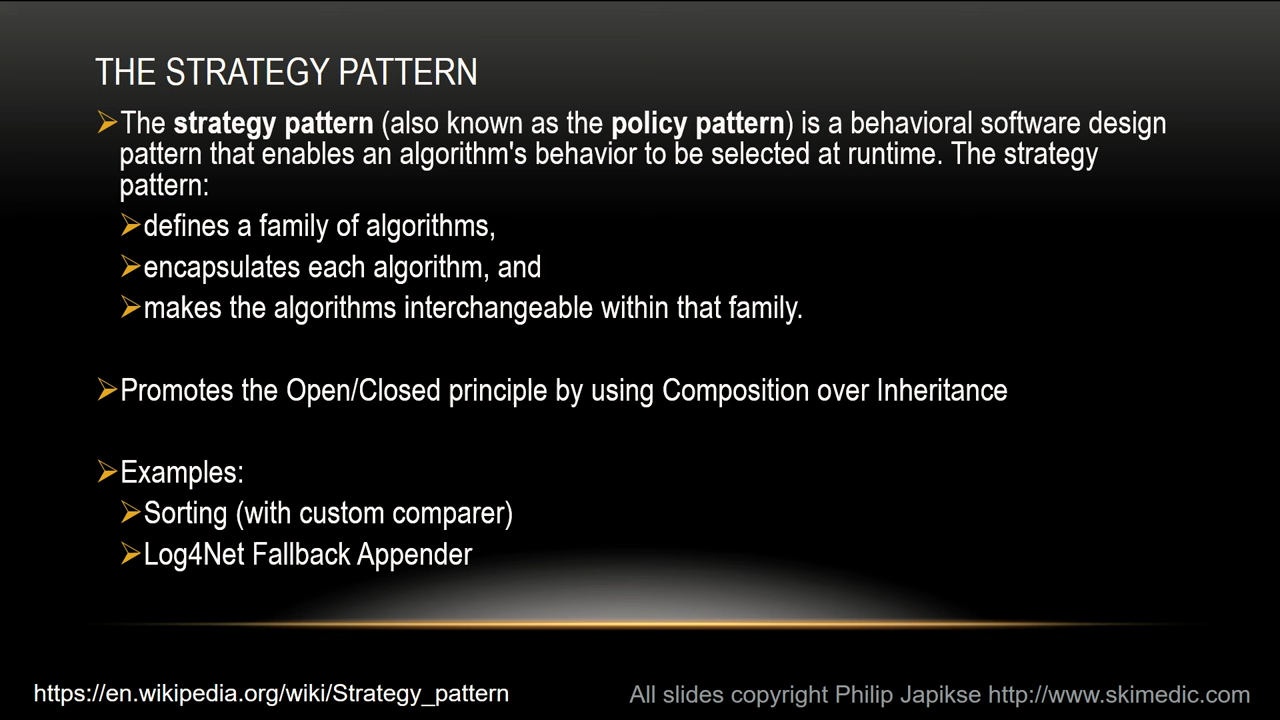 THE STRATEGY PATTERN
The strategy pattern (also known as the policy pattern) is a behavioral software design
pattern that enables an algorithm's behavior to be selected at runtime. The strategy
pattern:
defines a family of algorithms,
encapsulates each algorithm, and
makes the algorithms interchangeable within that family.
Promotes the Open/Closed principle by using Composition over Inheritance
Examples:
Sorting (with custom comparer)
Log4Net Fallback Appender
https://en.wikipedia.org/wiki/Strategy_pattern
All slides copyright Philip Japikse http://www.skimedic.com